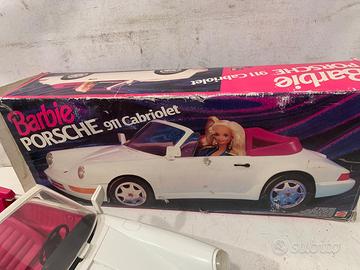 Barbie
PORSCHE 911 Cabriolet
Barbie
PORSCHE 911 Cabriolet
subito